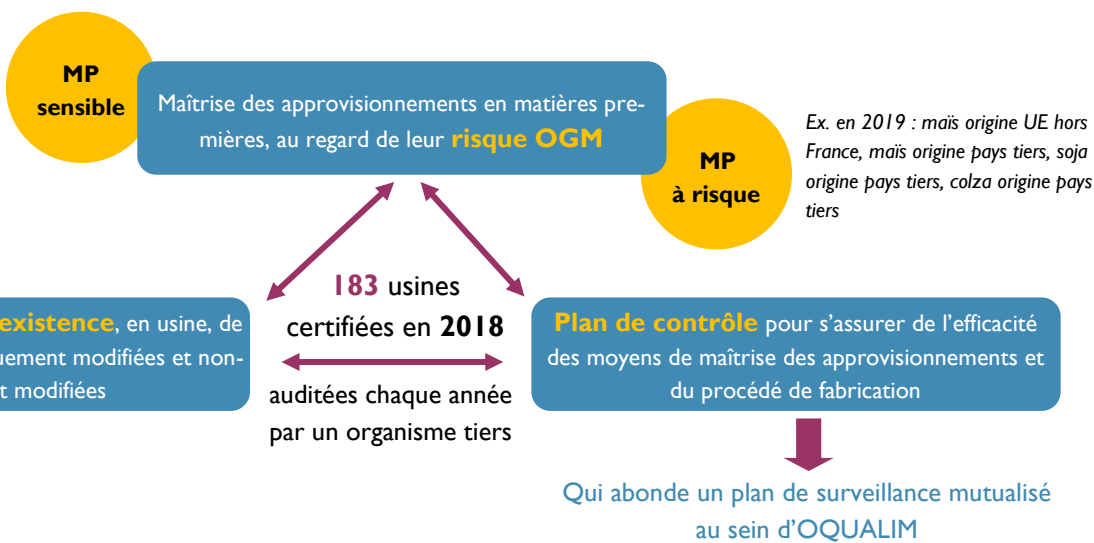 MP
sensible
Maîtrise des approvisionnements en matières pre-
mières, au regard de leur risque OGM
MP
à risque
Ex. en 2019 : maïs origine UE hors
France, maïs origine pays tiers, soja
origine pays tiers, colza origine pays
tiers
183 usines
certifiées en 2018
auditées chaque année
par un organisme tiers
existence, en usine, de
uement modifiées et non-
t modifiées
Plan de contrôle pour s’assurer de l’efficacité
des moyens de maîtrise des approvisionnements et
du procédé de fabrication
Qui abonde un plan de surveillance mutualisé
au sein d’OQUALIM